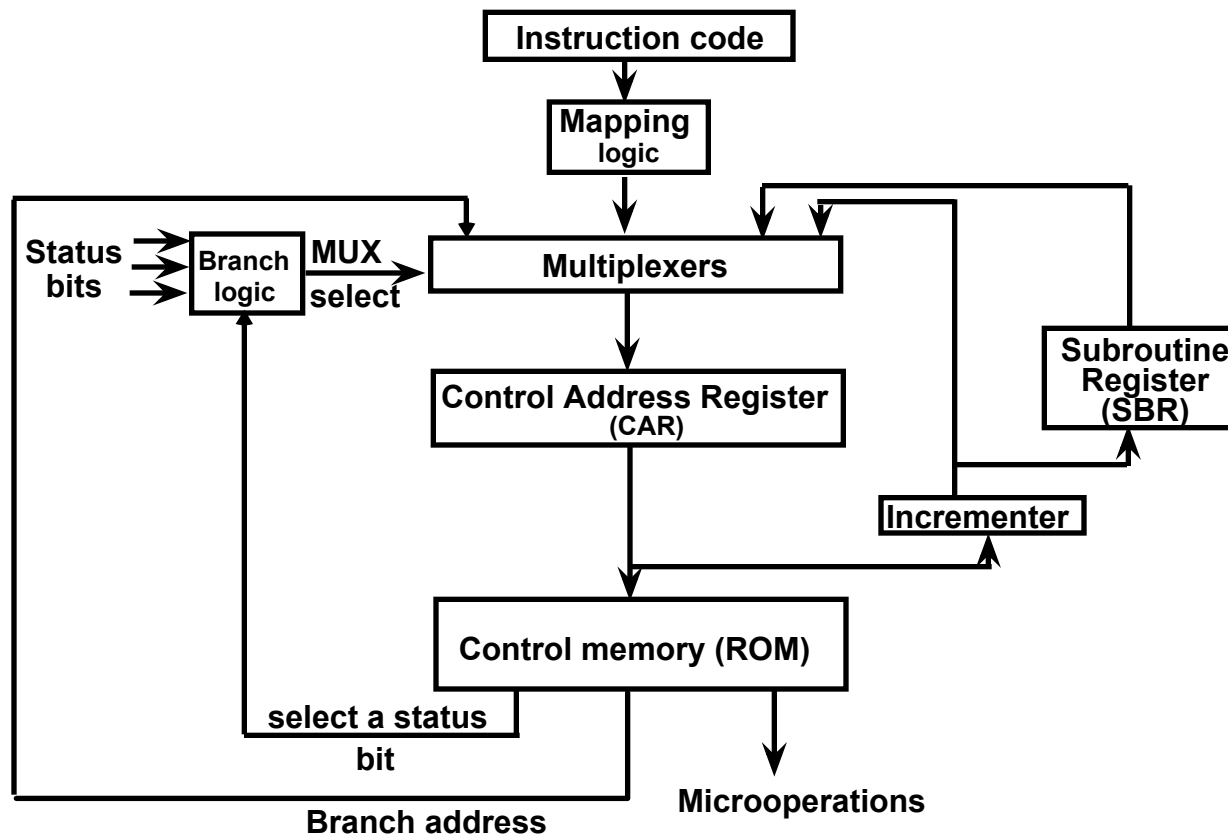 Instruction code
Mapping
logic
Status
bits
Branch
logic
MUX
select
Multiplexers
Subroutine
Register
(SBR)
Control Address Register
(CAR)
Incrementer
Control memory (ROM)
select a status
bit
Microoperations
Branch address